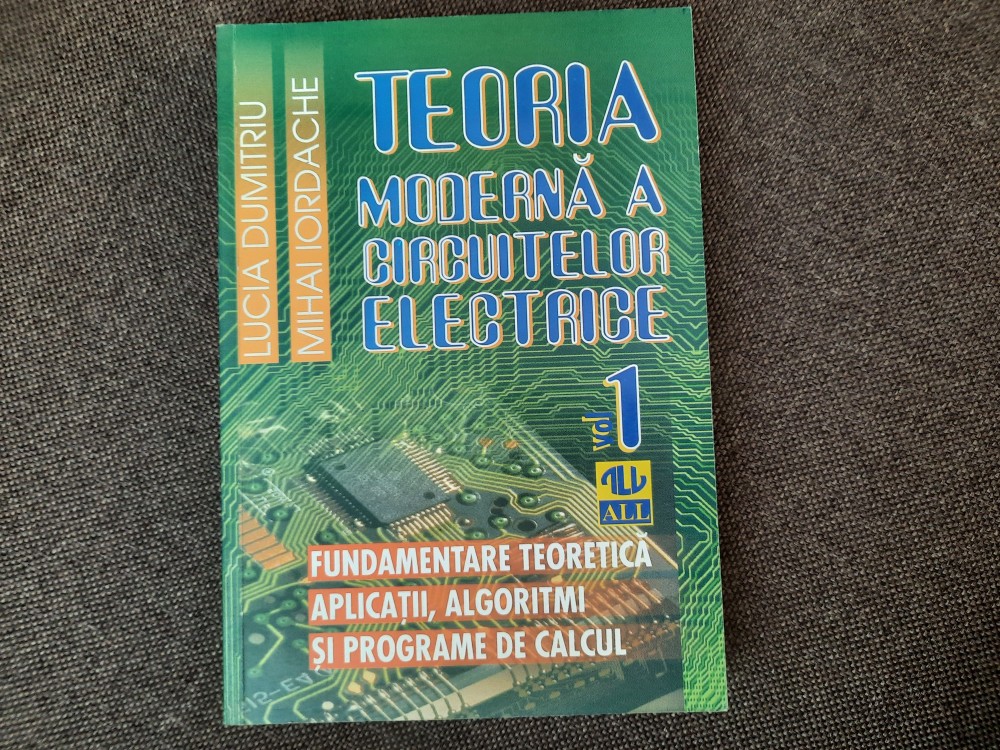 LUCIA DUMITRIU
MIHAI IORDACHE
TEORIA
MODERNĂ A
CIRCUITELOR
ELECTRICE
vol 1
ALL
ALL
FUNDAMENTARE TEORETICĂ
APLICAȚII, ALGORITMI
ȘI PROGRAME DE CALCUL